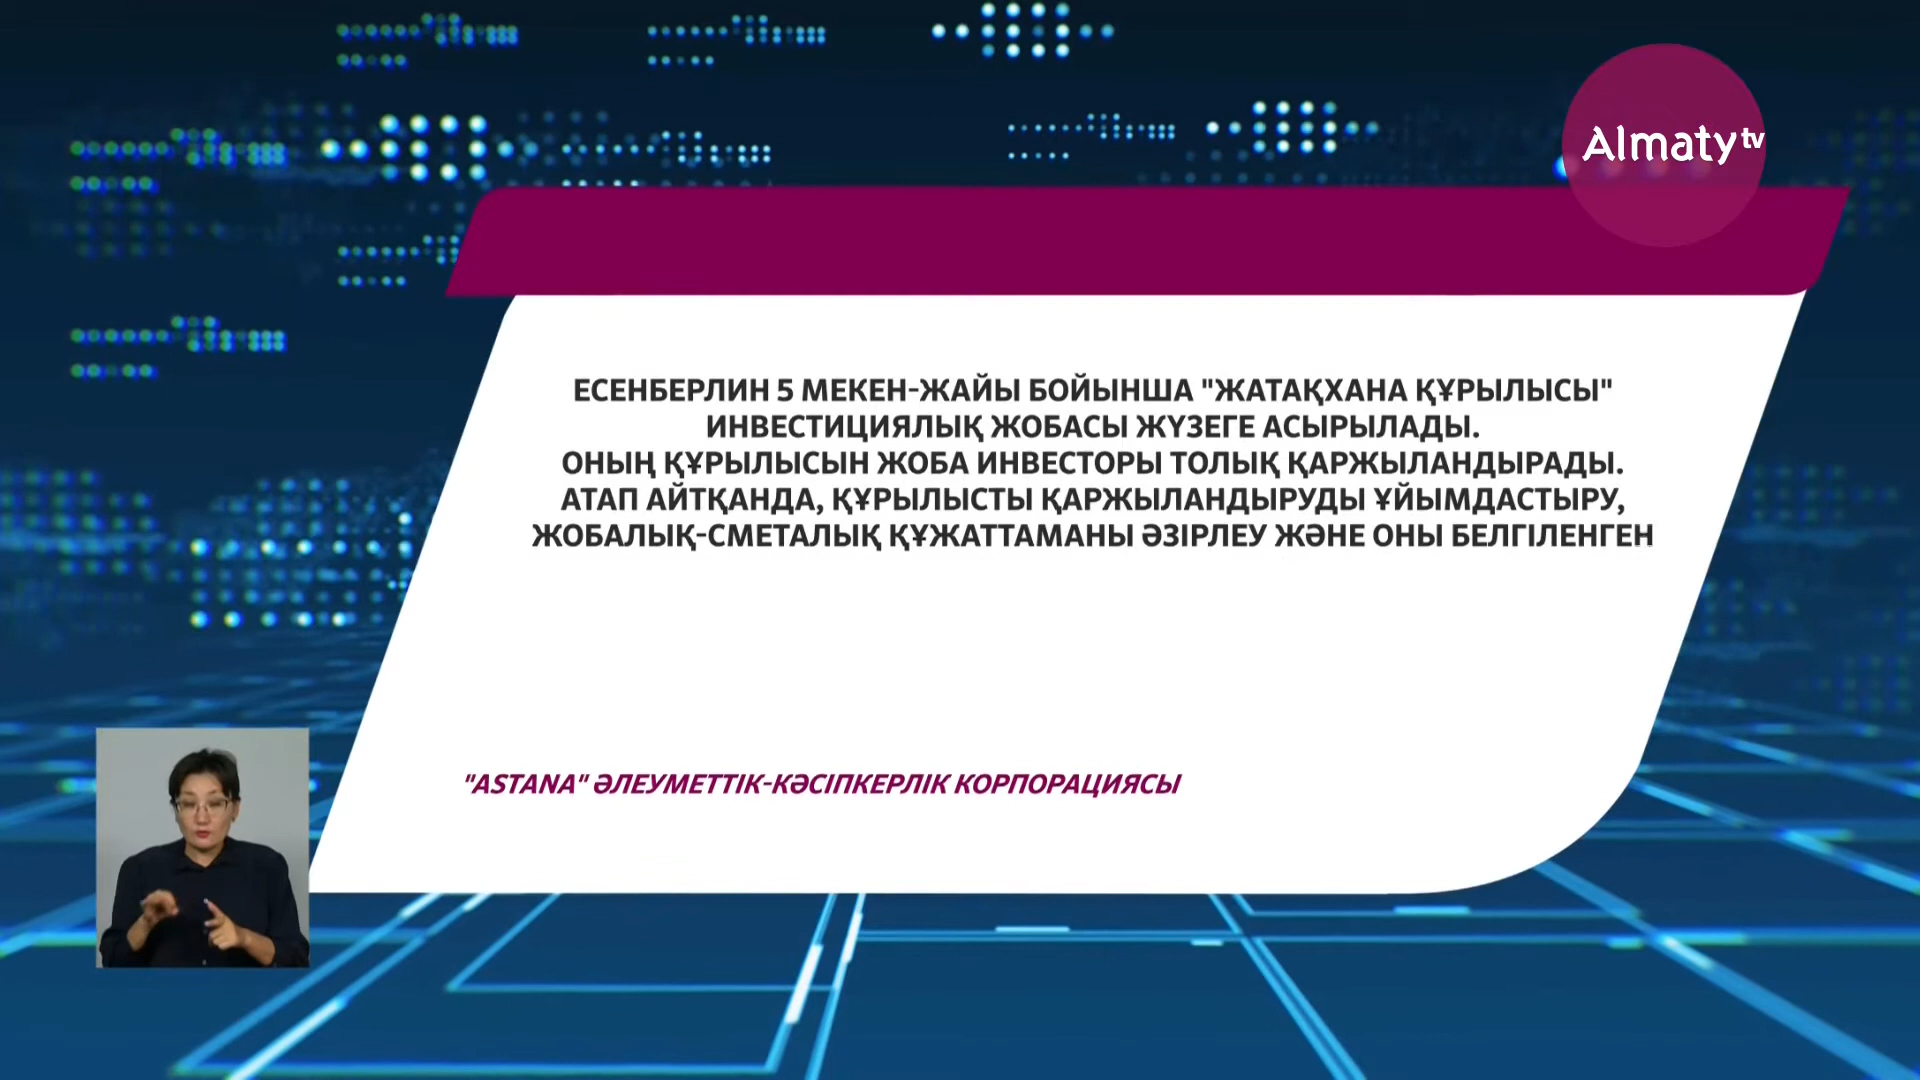 Almaty tv
ЕСЕНБЕРЛИН 5 МЕКЕН-ЖАЙЫ БОЙЫНША "ЖАТАҚХАНА ҚҰРЫЛЫСЫ"
ИНВЕСТИЦИЯЛЫҚ ЖОБАСЫ ЖҮЗЕГЕ АСЫРЫЛАДЫ.
ОНЫҢ ҚҰРЫЛЫСЫН ЖОБА ИНВЕСТОРЫ ТОЛЫҚ ҚАРЖЫЛАНДЫРАДЫ.
АТАП АЙТҚАНДА, ҚҰРЫЛЫСТЫ ҚАРЖЫЛАНДЫРУДЫ ҰЙЫМДАСТЫРУ,
ЖОБАЛЫҚ-СМЕТАЛЫҚ ҚҰЖАТТАМАНЫ ӘЗІРЛЕУ ЖӘНЕ ОНЫ БЕЛГІЛЕНГЕН
"ASTANA" ӘЛЕУМЕТТІК-КӘСІПКЕРЛІК КОРПОРАЦИЯСЫ